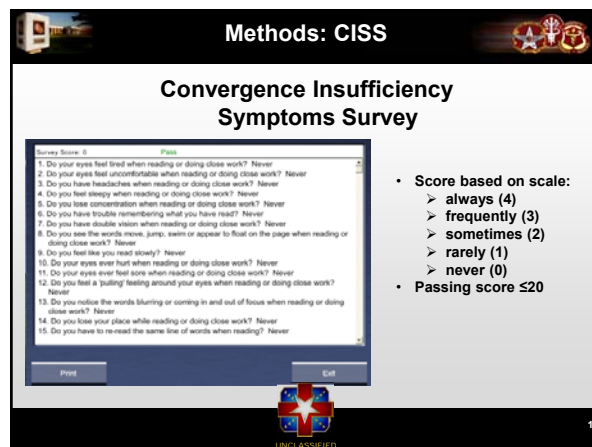 Methods: CISS
Convergence Insufficiency
Symptoms Survey
Survey Score: 0 Pass
1. Do your eyes feel tired when reading or doing close work? Never
2. Do your eyes feel uncomfortable when reading or doing close work? Never
3. Do you have headaches when reading or doing close work? Never
4. Do you feel sleepy when reading or doing close work? Never
5. Do you lose concentration when reading or doing close work? Never
6. Do you have trouble remembering what you have read? Never
7. Do you have double vision when reading or doing close work? Never
8. Do you see the words move, jump, swim or appear to float on the page when reading or
doing close work? Never
9. Do you feel like you read slowly? Never
10. Do your eyes ever hurt when reading or doing close work? Never
11. Do your eyes ever feel sore when reading or doing close work? Never
12. Do you feel a 'pulling' feeling around your eyes when reading or doing close work?
Never
13. Do you notice the words blurring or coming in and out of focus when reading or doing
close work? Never
14. Do you lose your place while reading or doing close work? Never
15. Do you have to re-read the same line of words when reading? Never
Print Exit
• Score based on scale:
➢ always (4)
➢ frequently (3)
➢ sometimes (2)
➢ rarely (1)
➢ never (0)
• Passing score ≤20
UNCLASSIFIED